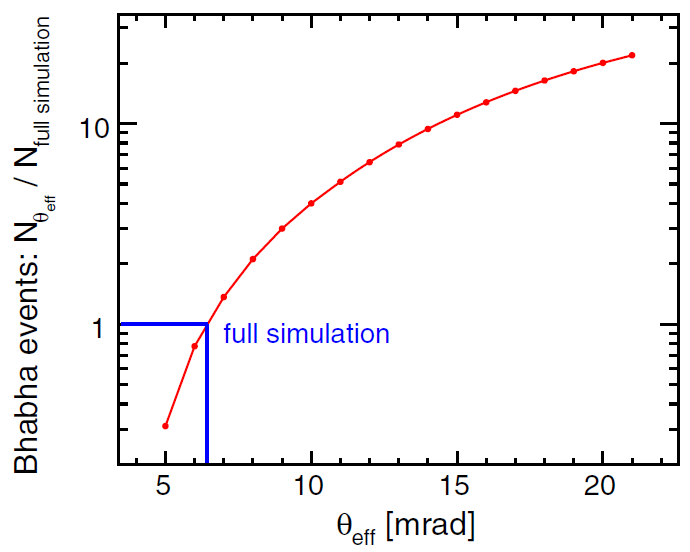 Bhabha events: Nθeff / Nfull simulation
10
1
full simulation
5 10 15 20
θeff [mrad]